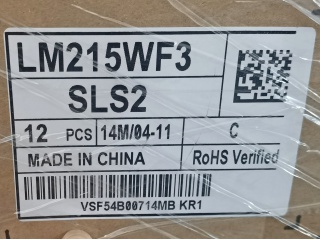 LM215WF3
SLS2
12 PCS 14M/04-11 C
MADE IN CHINA RoHS Verified
VSF54B00714MB KR1